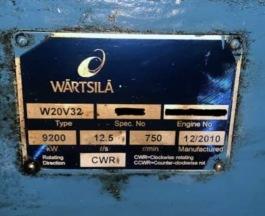 WÄRTSILÄ
W20V32
Type Spec. No Engine No
9200 12.5 750 12/2010
kW r/s r/min Manufactured
Rotating Direction CWR CWR=Clockwise rotating
CCWR=Counter-clockwise rot